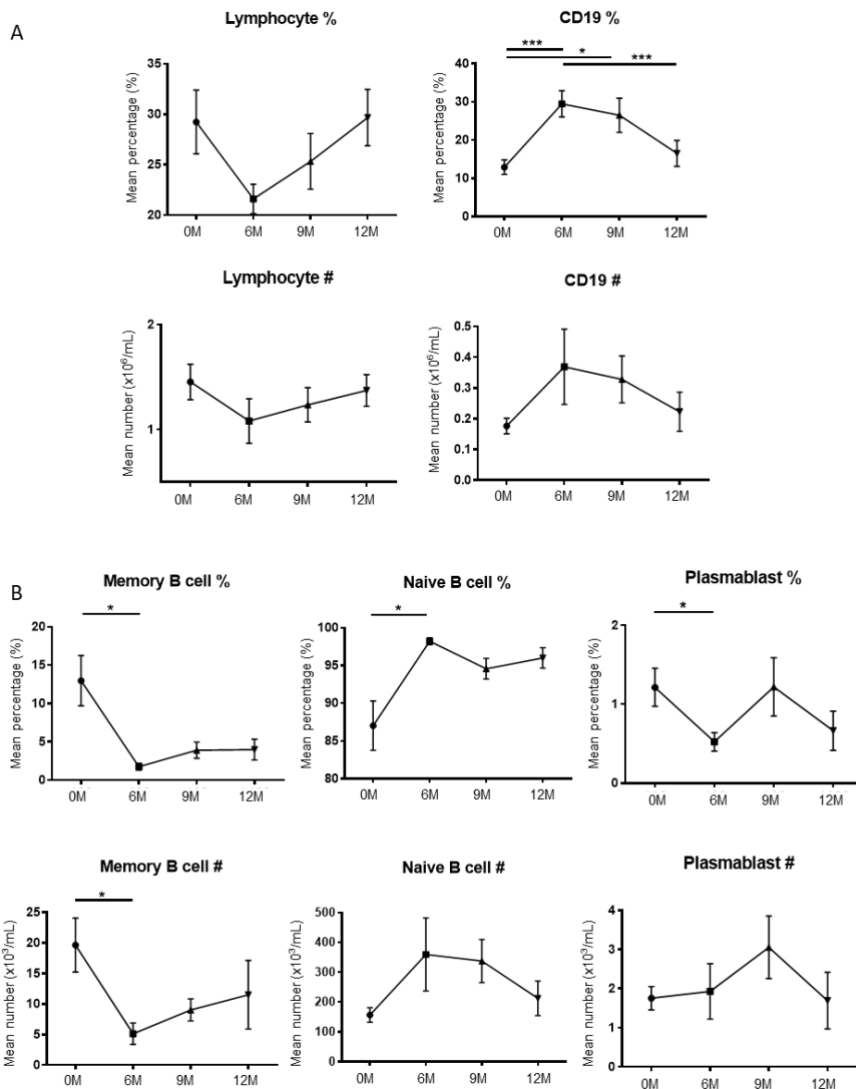 A
Lymphocyte %
Mean percentage (%)
35
30
25
20
0M 6M 9M 12M
CD19 %
*** * ***
Mean percentage (%)
40
30
20
10
0
0M 6M 9M 12M
Lymphocyte #
Mean number (x10⁶/mL)
2
1
0M 6M 9M 12M
CD19 #
Mean number (x10⁶/mL)
0.5
0.4
0.3
0.2
0.1
0.0
0M 6M 9M 12M
B
Memory B cell %
*
Mean percentage (%)
20
15
10
5
0
0M 6M 9M 12M
Naive B cell %
*
Mean percentage (%)
100
95
90
85
80
0M 6M 9M 12M
Plasmablast %
*
Mean percentage (%)
2
1
0
0M 6M 9M 12M
Memory B cell #
*
Mean number (x10³/mL)
25
20
15
10
5
0
0M 6M 9M 12M
Naive B cell #
Mean number (x10³/mL)
500
400
300
200
100
0
0M 6M 9M 12M
Plasmablast #
Mean number (x10³/mL)
4
3
2
1
0
0M 6M 9M 12M